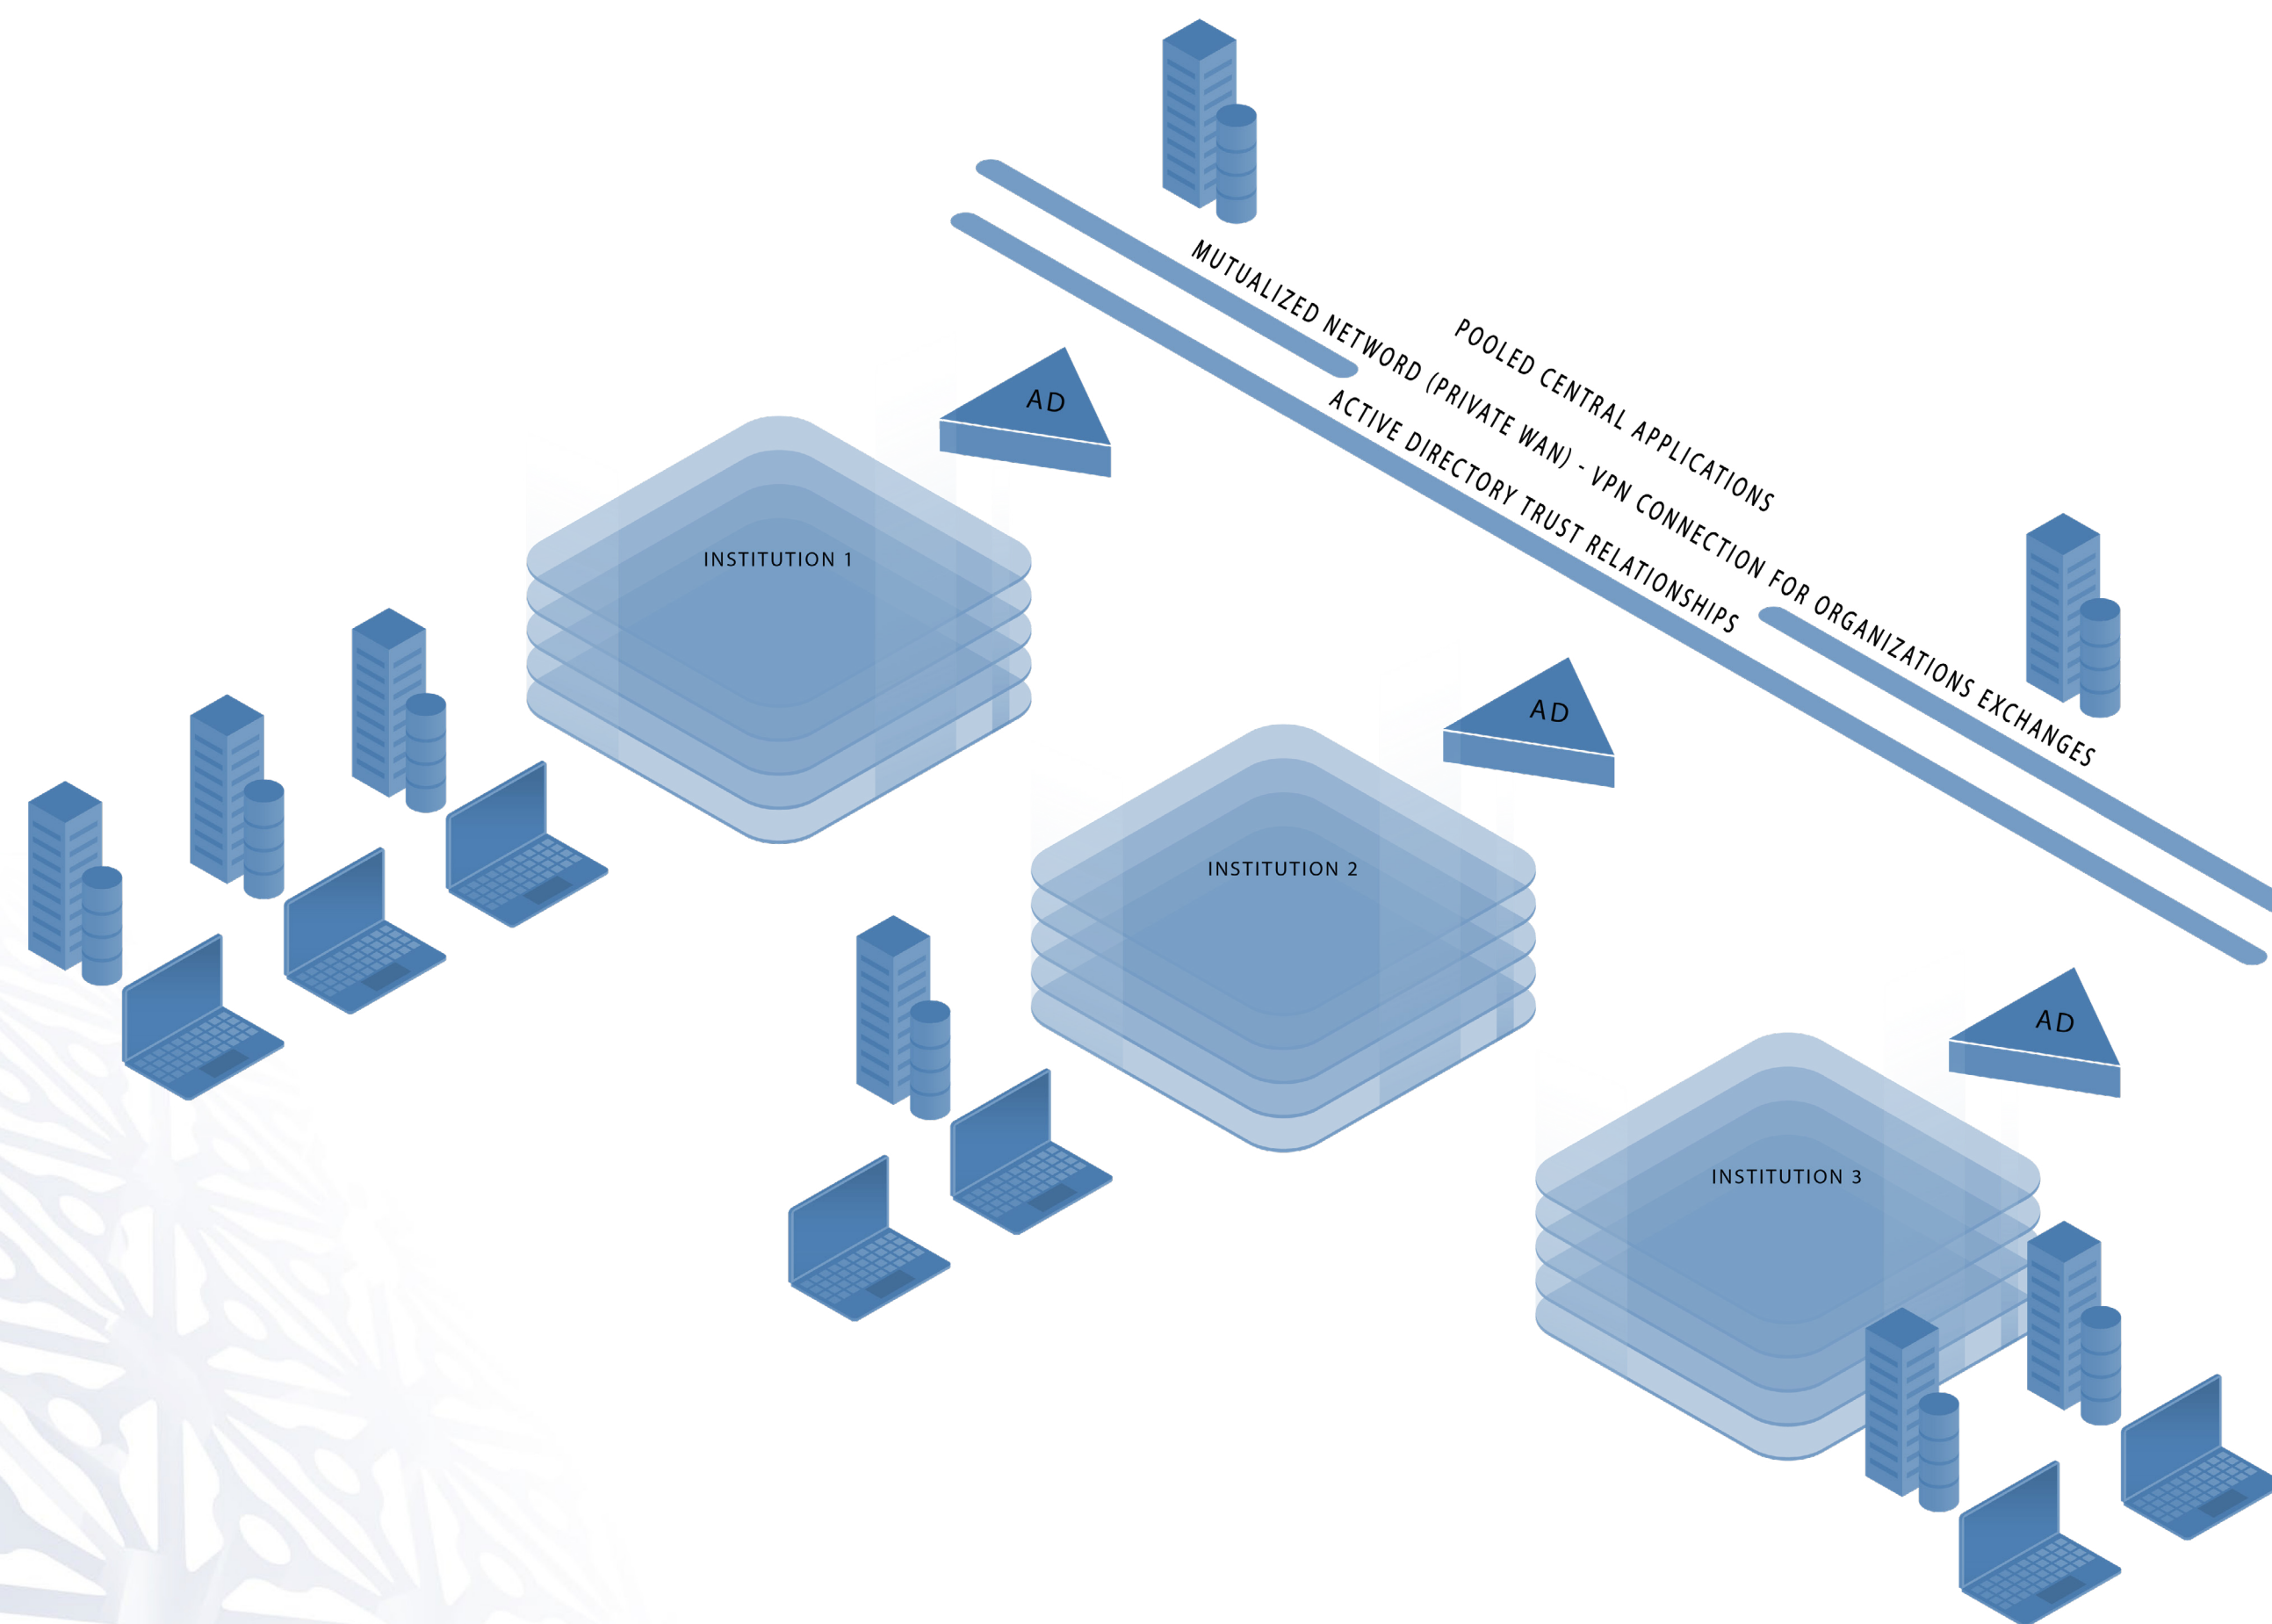 POOLED CENTRAL APPLICATIONS
MUTUALIZED NETWORD (PRIVATE WAN) - VPN CONNECTION FOR ORGANIZATIONS EXCHANGES
ACTIVE DIRECTORY TRUST RELATIONSHIPS
AD
INSTITUTION 1
AD
INSTITUTION 2
AD
INSTITUTION 3